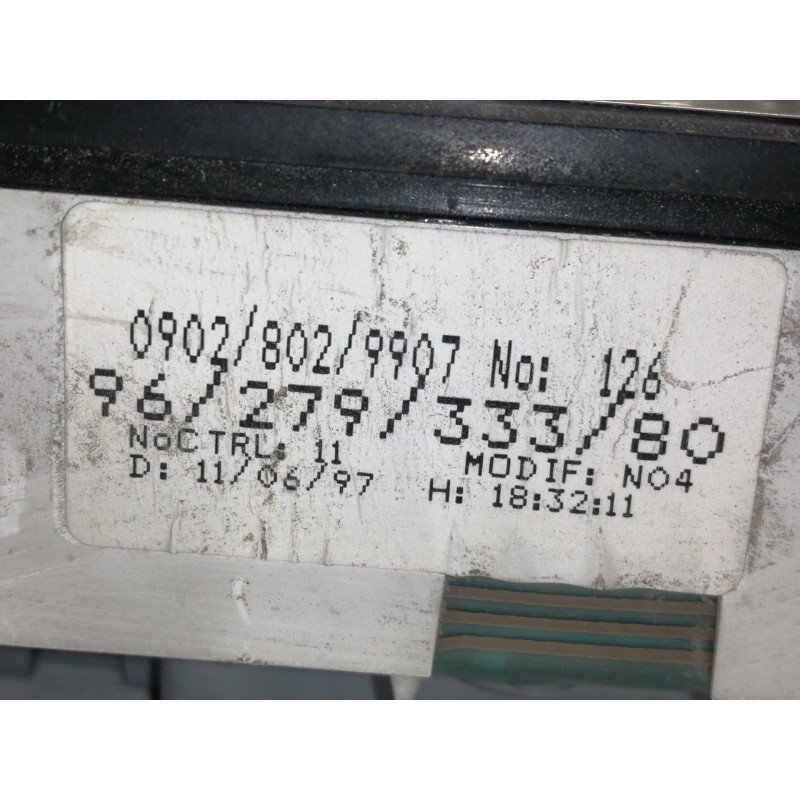 0902/802/9907 No: 126
96/279/333/80
NoCTRL: 11 MODIF: N04
D: 11/06/97 H: 18:32:11